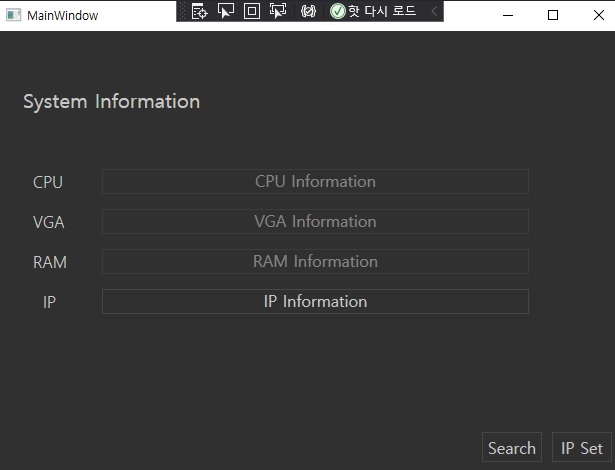 MainWindow
핫 다시 로드
System Information
CPU CPU Information
VGA VGA Information
RAM RAM Information
IP IP Information
Search IP Set